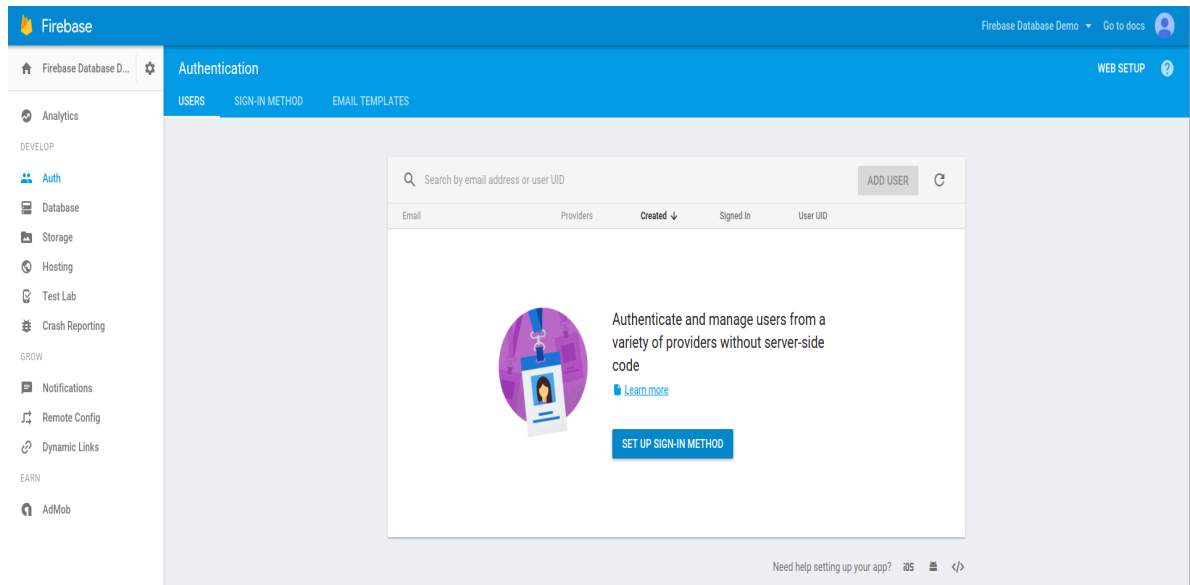 Firebase
Firebase Database Demo Go to docs
Firebase Database D...
Authentication
WEB SETUP ?
USERS SIGN-IN METHOD EMAIL TEMPLATES
Analytics
DEVELOP
Auth
Database
Storage
Hosting
Test Lab
Crash Reporting
GROW
Notifications
Remote Config
Dynamic Links
EARN
AdMob
Search by email address or user UID ADD USER
Email Providers Created ↓ Signed In User UID
Authenticate and manage users from a
variety of providers without server-side
code
Learn more
SET UP SIGN-IN METHOD
Need help setting up your app? iOS </>